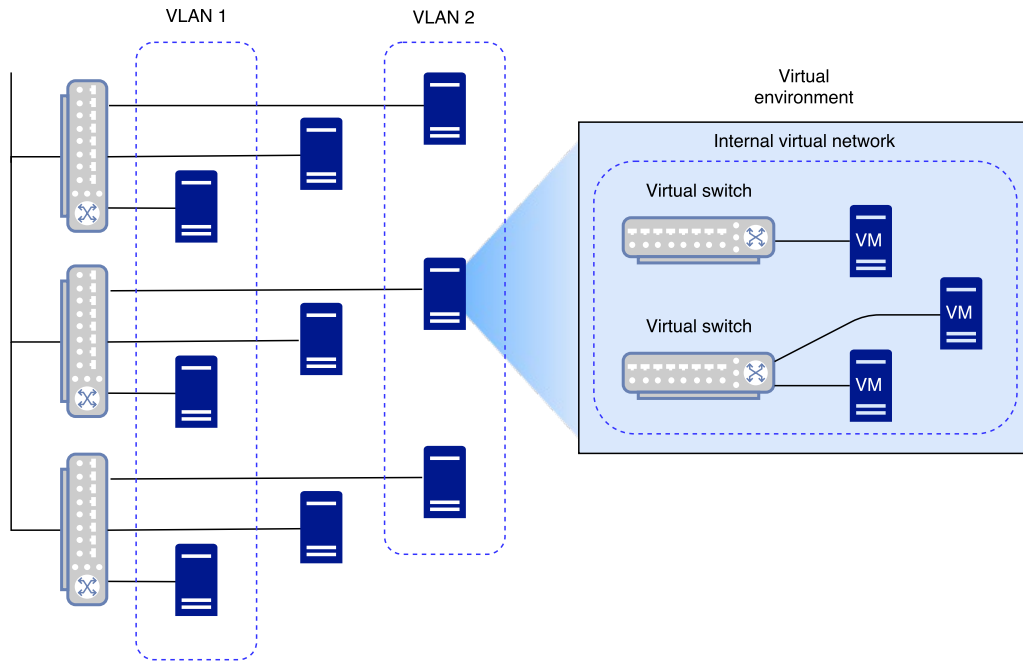 VLAN 1
VLAN 2
Virtual
environment
Internal virtual network
Virtual switch
VM
VM
Virtual switch
VM